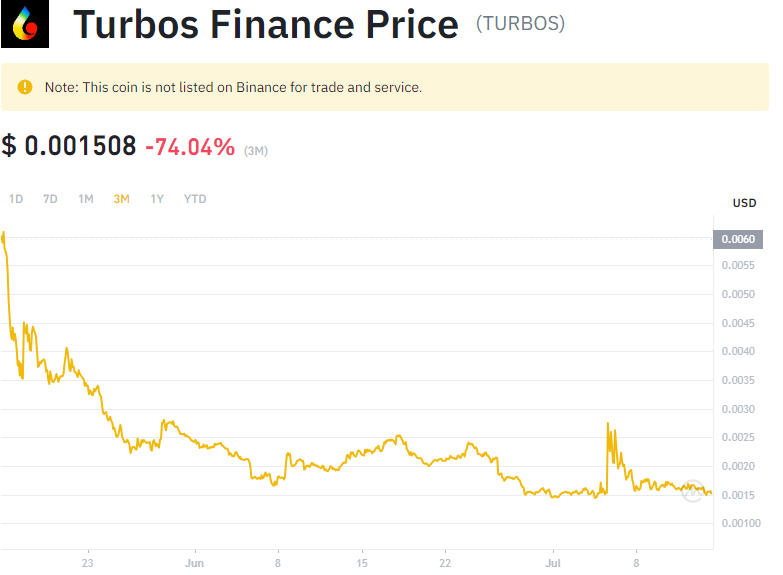 Turbos Finance Price (TURBOS)
Note: This coin is not listed on Binance for trade and service.
$ 0.001508 -74.04% (3M)
1D 7D 1M 3M 1Y YTD
USD
0.0060
0.0055
0.0050
0.0045
0.0040
0.0035
0.0030
0.0025
0.0020
0.0015
0.00100
23 Jun 8 15 22 Jul 8